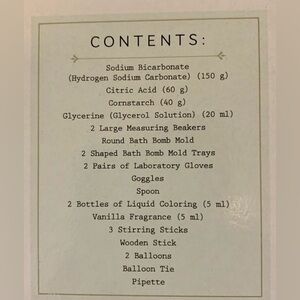 CONTENTS:
Sodium Bicarbonate
(Hydrogen Sodium Carbonate) (150 g)
Citric Acid (60 g)
Cornstarch (40 g)
Glycerine (Glycerol Solution) (20 ml)
2 Large Measuring Beakers
Round Bath Bomb Mold
2 Shaped Bath Bomb Mold Trays
2 Pairs of Laboratory Gloves
Goggles
Spoon
2 Bottles of Liquid Coloring (5 ml)
Vanilla Fragrance (5 ml)
3 Stirring Sticks
Wooden Stick
2 Balloons
Balloon Tie
Pipette